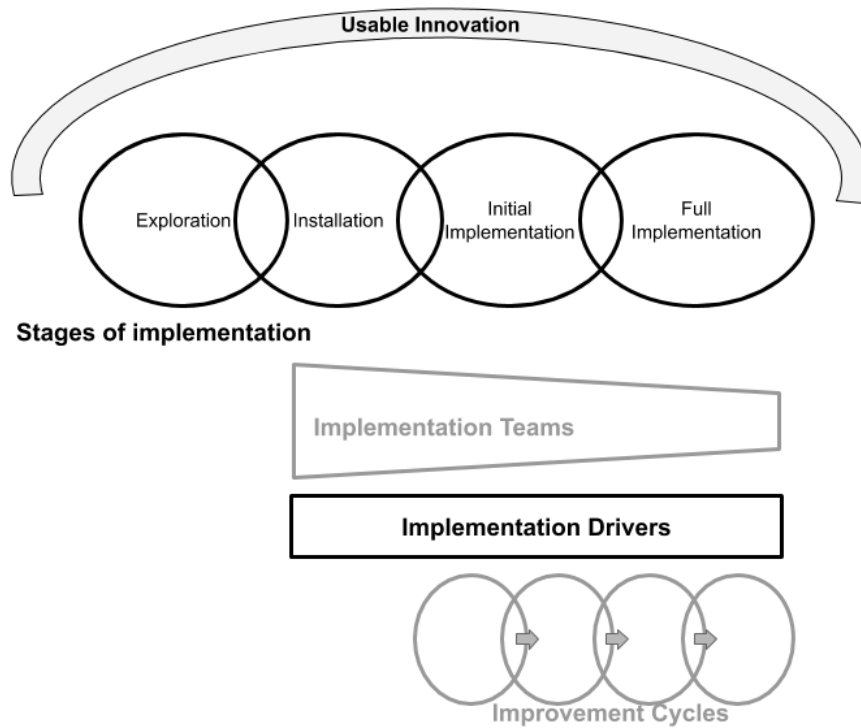 Usable Innovation
Exploration
Installation
Initial
Implementation
Full
Implementation
Stages of implementation
Implementation Teams
Implementation Drivers
Improvement Cycles